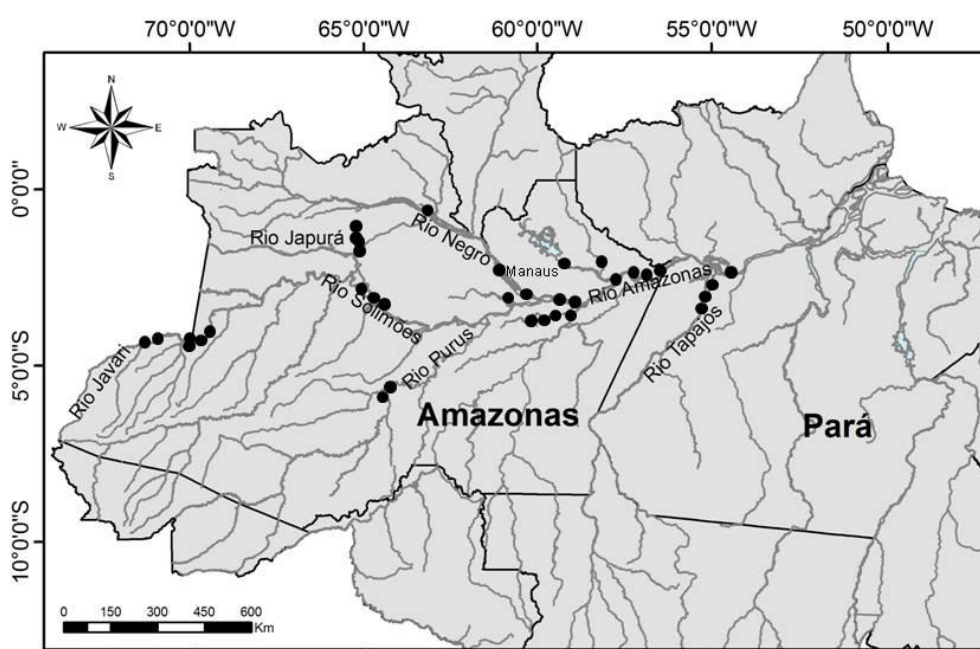 70°0'0"W 65°0'0"W 60°0'0"W 55°0'0"W 50°0'0"W
N
W E
S
0°0'0"
5°0'0"S
10°0'0"S
Rio Japurá
Rio Negro
Manaus
Rio Solimões
Rio Amazonas
Rio Javari
Rio Purus
Rio Tapajos
Amazonas
Pará
0 150 300 450 600
Km